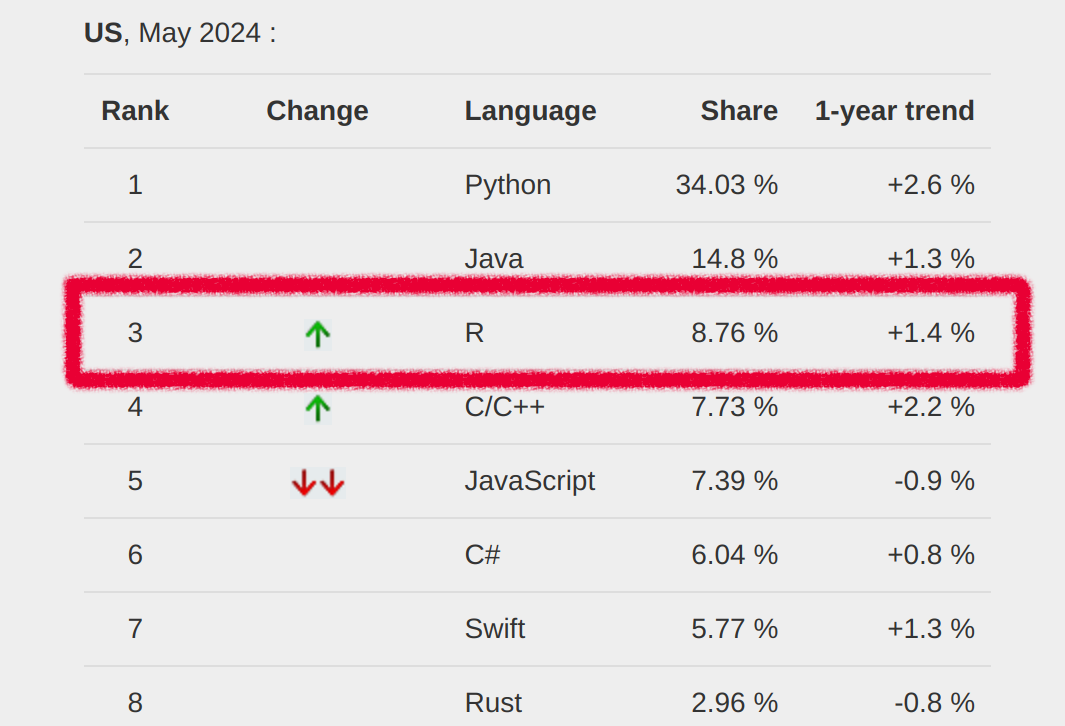 US, May 2024 :
Rank Change Language Share 1-year trend
1 Python 34.03 % +2.6 %
2 Java 14.8 % +1.3 %
3 R 8.76 % +1.4 %
4 C/C++ 7.73 % +2.2 %
5 JavaScript 7.39 % -0.9 %
6 C# 6.04 % +0.8 %
7 Swift 5.77 % +1.3 %
8 Rust 2.96 % -0.8 %